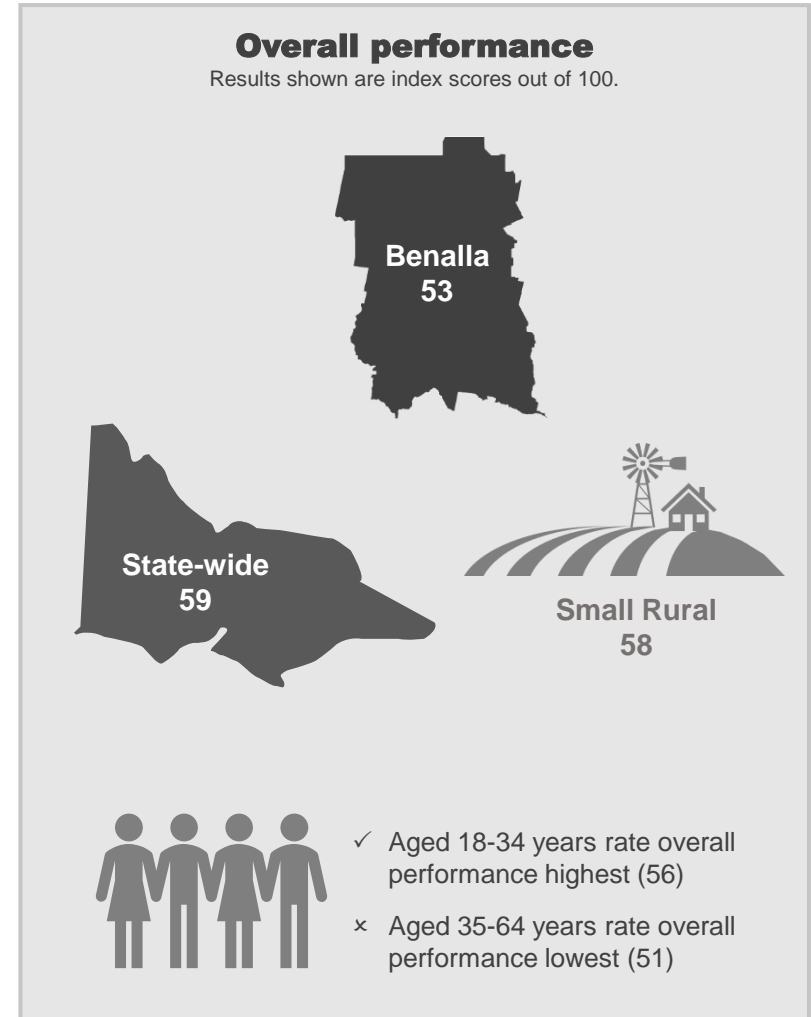 Overall performance
Results shown are index scores out of 100.
Benalla
53
State-wide
59
Small Rural
58
✓ Aged 18-34 years rate overall
performance highest (56)
× Aged 35-64 years rate overall
performance lowest (51)